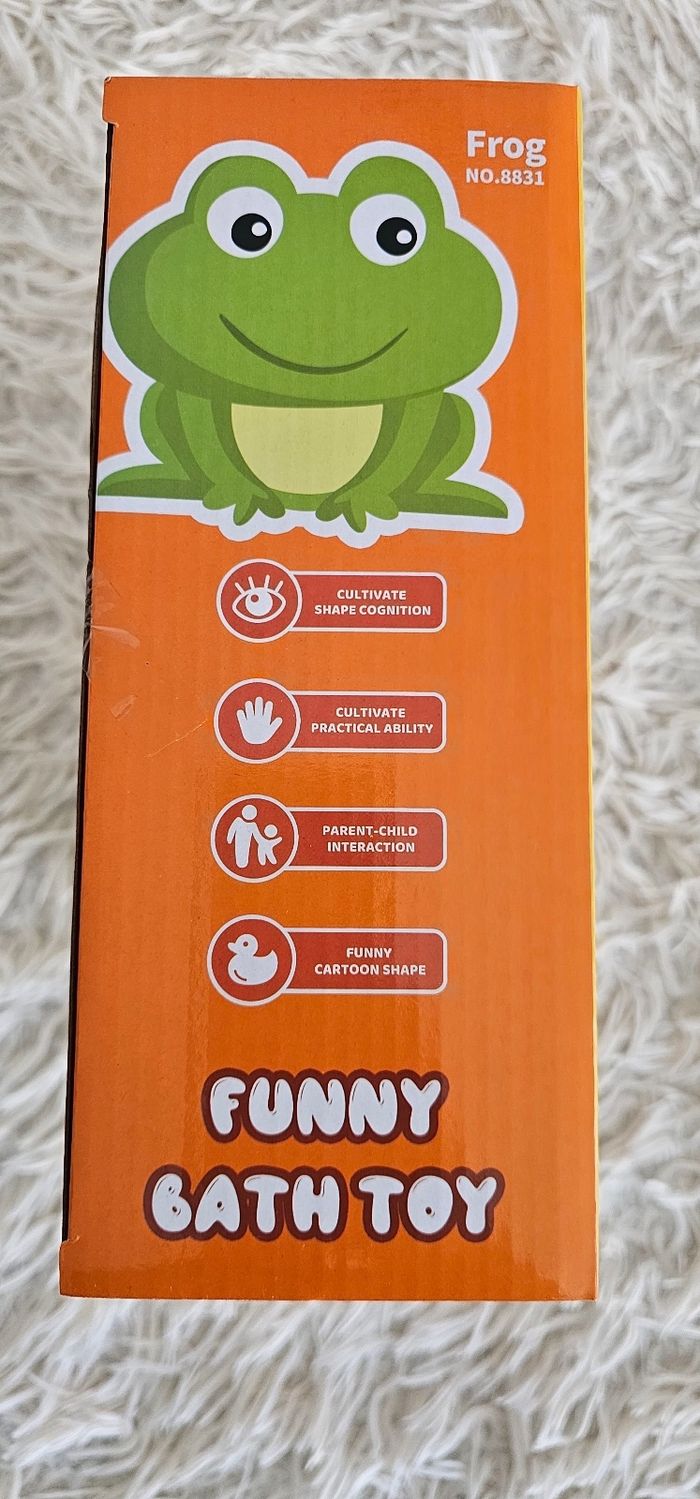 Frog
NO.8831
CULTIVATE
SHAPE COGNITION
CULTIVATE
PRACTICAL ABILITY
PARENT-CHILD
INTERACTION
FUNNY
CARTOON SHAPE
FUNNY
BATH TOY